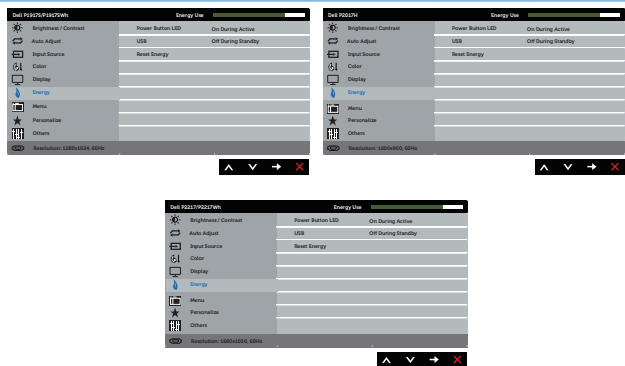 Dell P1917S/P1917SWh Energy Use
Brightness / Contrast Power Button LED On During Active
Auto Adjust USB Off During Standby
Input Source Reset Energy
Color
Display
Energy
Menu
Personalize
Others
Resolution: 1280x1024, 60Hz
Dell P2017H Energy Use
Brightness / Contrast Power Button LED On During Active
Auto Adjust USB Off During Standby
Input Source Reset Energy
Color
Display
Energy
Menu
Personalize
Others
Resolution: 1600x900, 60Hz
Dell P2217/P2217Wh Energy Use
Brightness / Contrast Power Button LED On During Active
Auto Adjust USB Off During Standby
Input Source Reset Energy
Color
Display
Energy
Menu
Personalize
Others
Resolution: 1680x1050, 60Hz